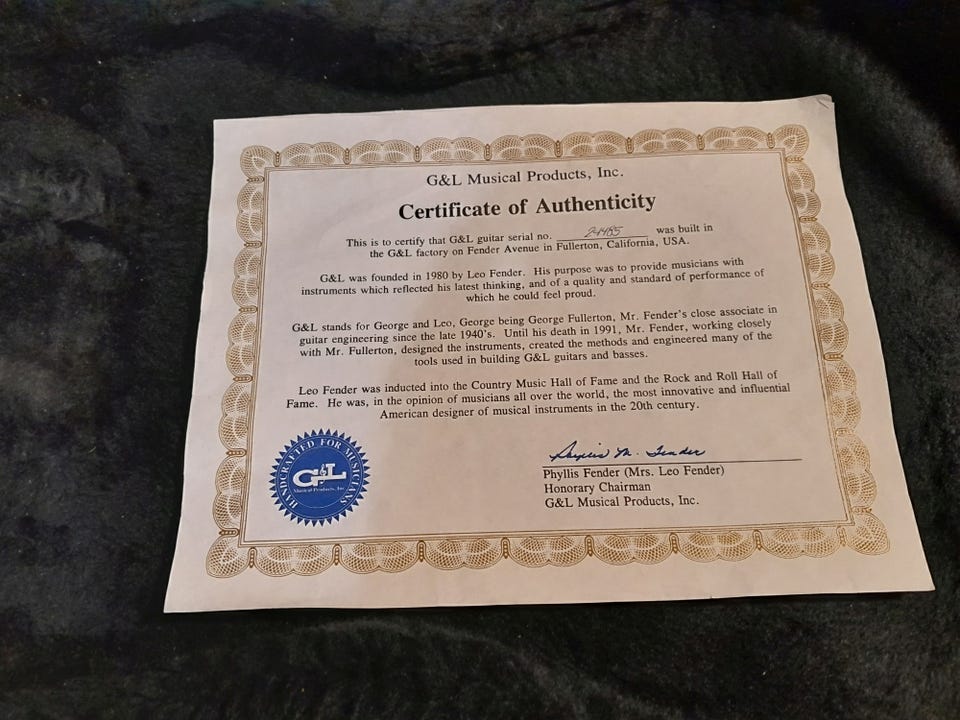 G&L Musical Products, Inc.
Certificate of Authenticity
This is to certify that G&L guitar serial no. 24485 was built in
the G&L factory on Fender Avenue in Fullerton, California, USA.
G&L was founded in 1980 by Leo Fender. His purpose was to provide musicians with
instruments which reflected his latest thinking, and of a quality and standard of performance of
which he could feel proud.
G&L stands for George and Leo, George being George Fullerton, Mr. Fender's close associate in
guitar engineering since the late 1940's. Until his death in 1991, Mr. Fender, working closely
with Mr. Fullerton, designed the instruments, created the methods and engineered many of the
tools used in building G&L guitars and basses.
Leo Fender was inducted into the Country Music Hall of Fame and the Rock and Roll Hall of
Fame. He was, in the opinion of musicians all over the world, the most innovative and influential
American designer of musical instruments in the 20th century.
HANDCRAFTED FOR MUSICIANS
G&L
Musical Products, Inc.
Phyllis M. Fender
Phyllis Fender (Mrs. Leo Fender)
Honorary Chairman
G&L Musical Products, Inc.